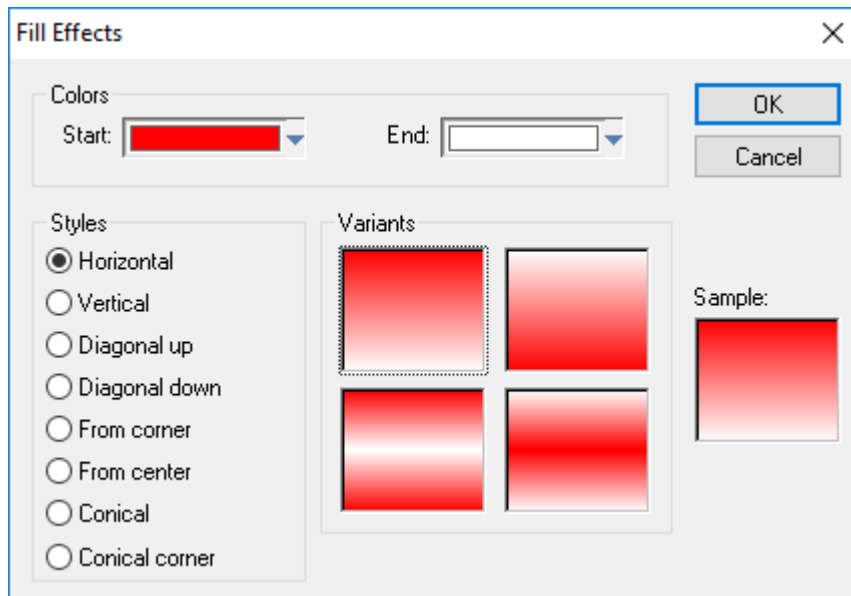 Fill Effects
Colors
Start:
End:
OK
Cancel
Styles
Horizontal
Vertical
Diagonal up
Diagonal down
From corner
From center
Conical
Conical corner
Variants
Sample: